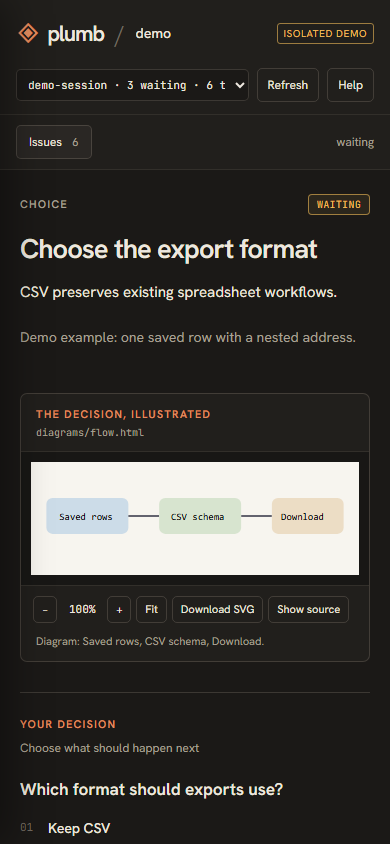 plumb / demo
ISOLATED DEMO
demo-session · 3 waiting · 6 t
Refresh
Help
Issues 6
waiting
CHOICE
WAITING
Choose the export format
CSV preserves existing spreadsheet workflows.
Demo example: one saved row with a nested address.
THE DECISION, ILLUSTRATED
diagrams/flow.html
Saved rows
CSV schema
Download
- 100% + Fit Download SVG Show source
Diagram: Saved rows, CSV schema, Download.
YOUR DECISION
Choose what should happen next
Which format should exports use?
01 Keep CSV